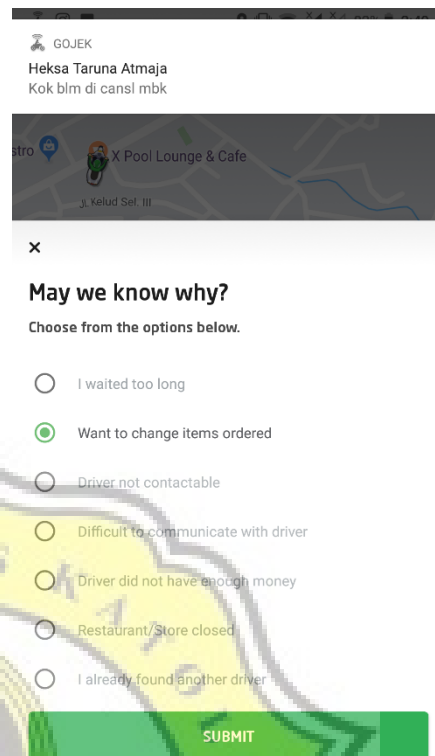 GOJEK
Heksa Taruna Atmaja
Kok blm di cansl mbk
stro
X Pool Lounge & Cafe
JL Kelud Sel. III
×
May we know why?
Choose from the options below.
I waited too long
Want to change items ordered
Driver not contactable
Difficult to communicate with driver
Driver did not have enough money
Restaurant/Store closed
I already found another driver
SUBMIT
S KATOL